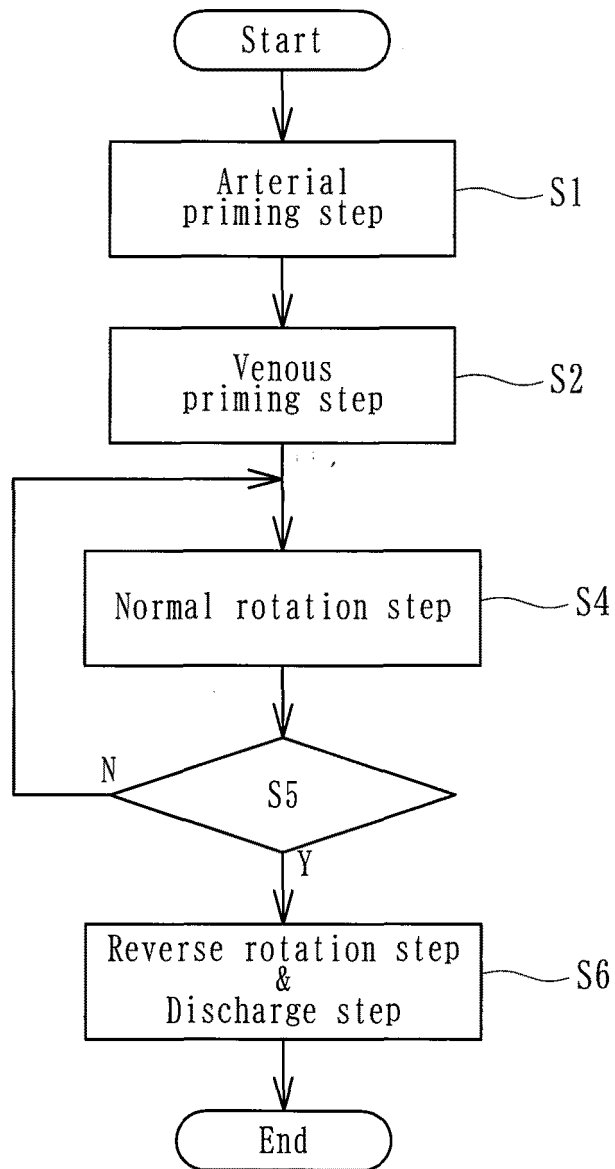 Start
Arterial
priming step
S1
Venous
priming step
S2
Normal rotation step
S4
N
S5
Y
Reverse rotation step
&
Discharge step
S6
End